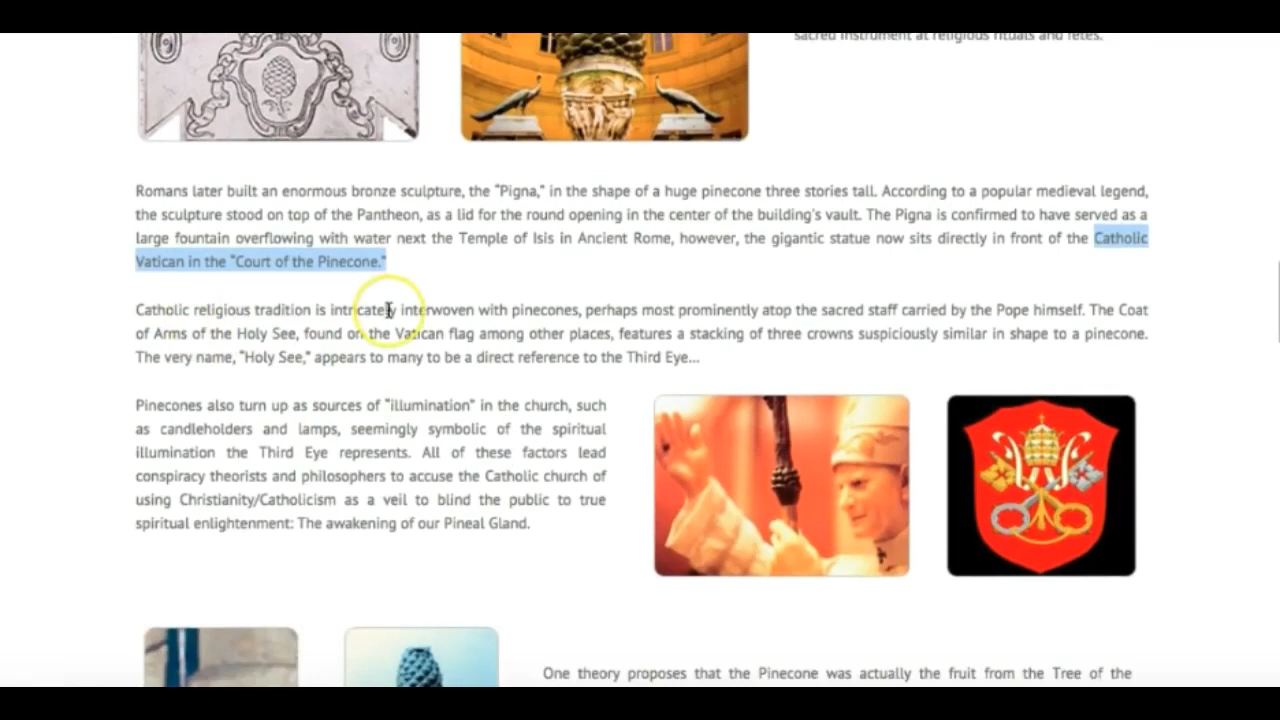 sacred instrument at religious rituals and fetes.
Romans later built an enormous bronze sculpture, the “Pigna,” in the shape of a huge pinecone three stories tall. According to a popular medieval legend,
the sculpture stood on top of the Pantheon, as a lid for the round opening in the center of the building's vault. The Pigna is confirmed to have served as a
large fountain overflowing with water next the Temple of Isis in Ancient Rome, however, the gigantic statue now sits directly in front of the Catholic
Vatican in the “Court of the Pinecone.”
Catholic religious tradition is intricately interwoven with pinecones, perhaps most prominently atop the sacred staff carried by the Pope himself. The Coat
of Arms of the Holy See, found on the Vatican flag among other places, features a stacking of three crowns suspiciously similar in shape to a pinecone.
The very name, “Holy See,” appears to many to be a direct reference to the Third Eye...
Pinecones also turn up as sources of “illumination” in the church, such
as candleholders and lamps, seemingly symbolic of the spiritual
illumination the Third Eye represents. All of these factors lead
conspiracy theorists and philosophers to accuse the Catholic church of
using Christianity/Catholicism as a veil to blind the public to true
spiritual enlightenment: The awakening of our Pineal Gland.
One theory proposes that the Pinecone was actually the fruit from the Tree of the